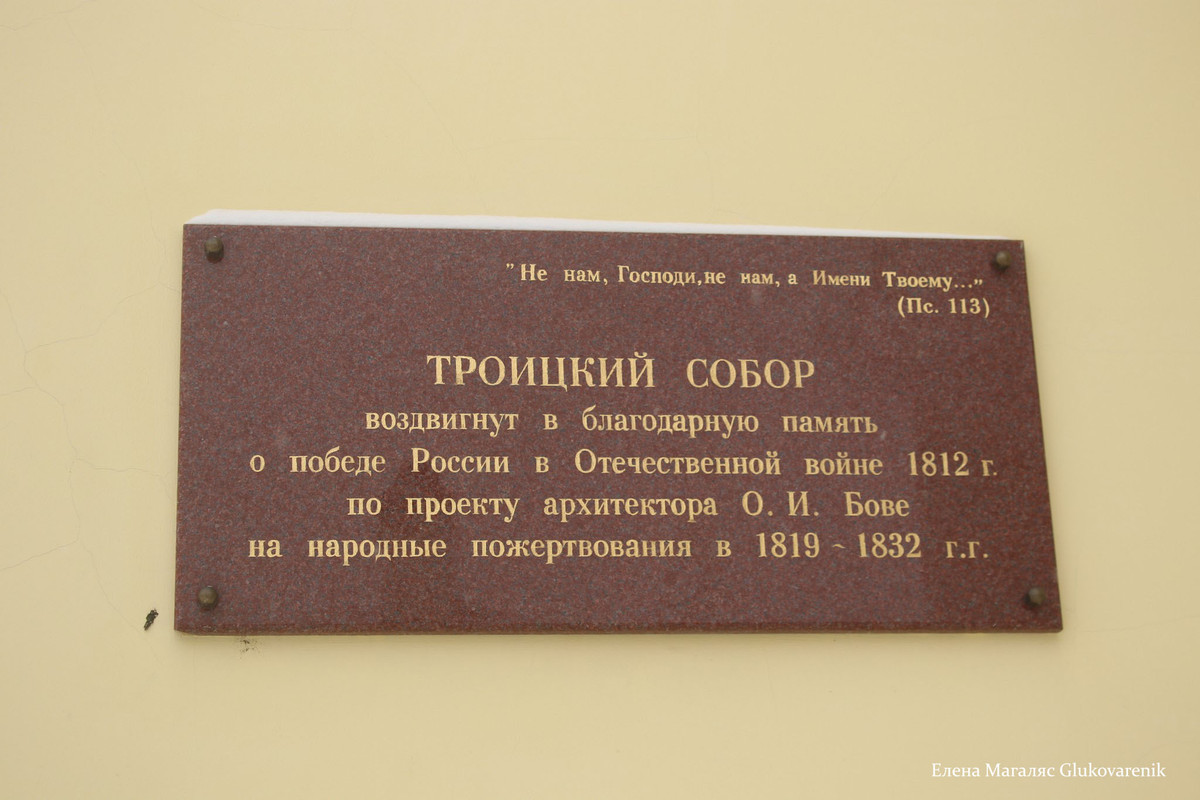 "Не нам, Господи, не нам, а Имени Твоему..."
(Пс. 113)
ТРОИЦКИЙ СОБОР
воздвигнут в благодарную память
о победе России в Отечественной войне 1812 г.
по проекту архитектора О. И. Бове
на народные пожертвования в 1819 ~ 1832 г.г.
Елена Магаляс Glukovarenik